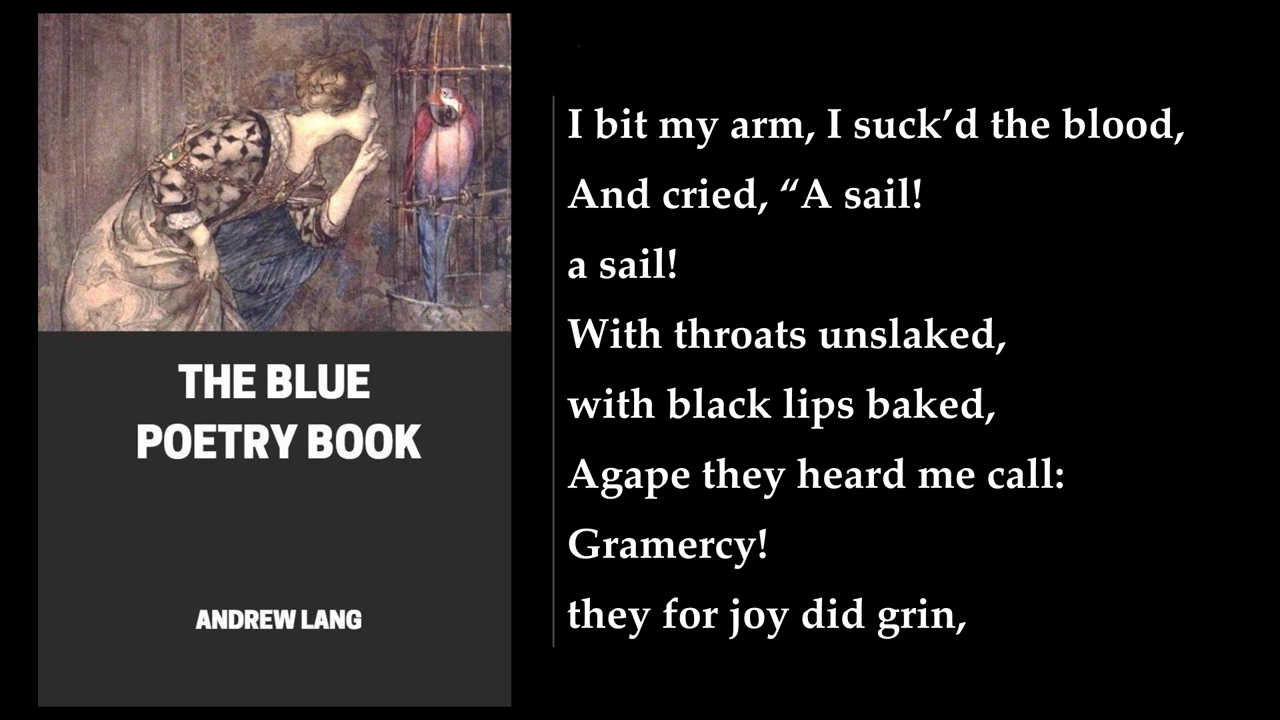 THE BLUE
POETRY BOOK
ANDREW LANG
I bit my arm, I suck’d the blood,
And cried, “A sail!
a sail!
With throats unslaked,
with black lips baked,
Agape they heard me call:
Gramercy!
they for joy did grin,